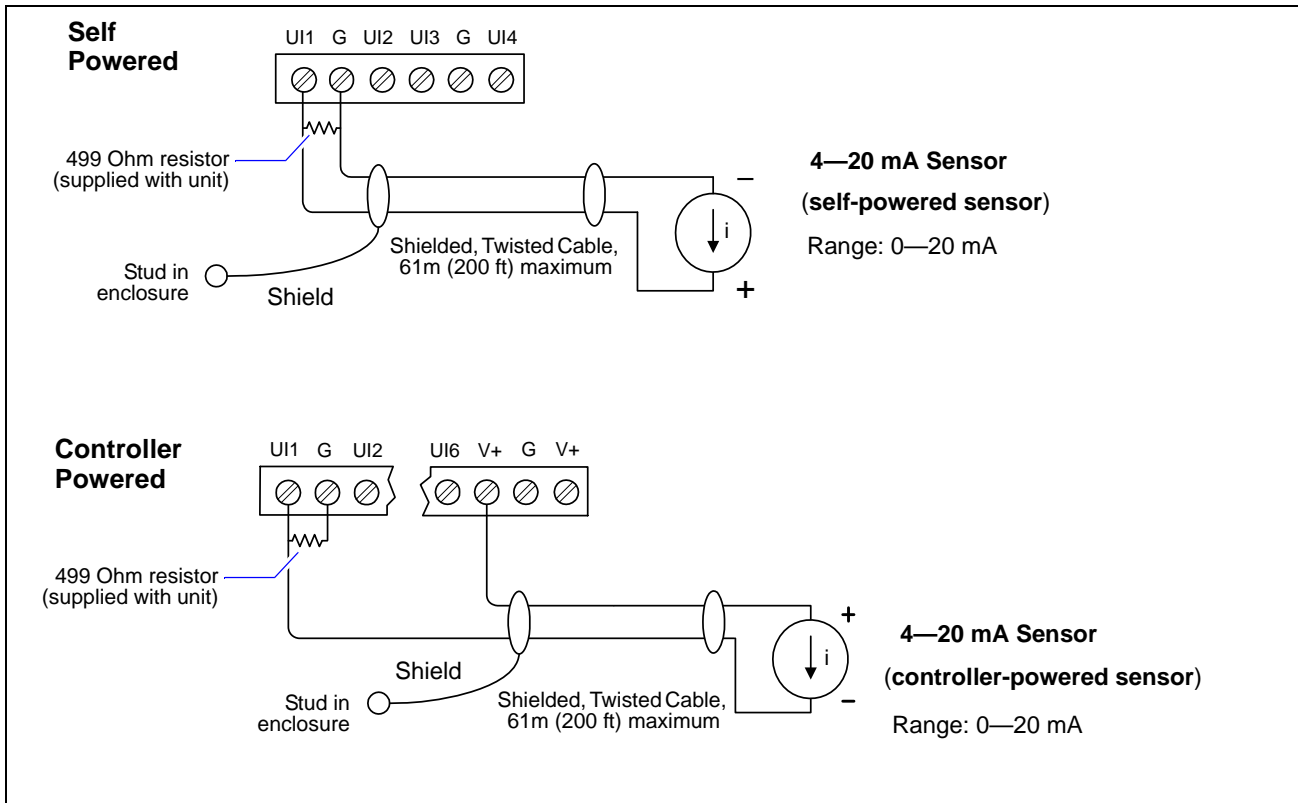 Self
Powered
UI1 G UI2 UI3 G UI4
499 Ohm resistor
(supplied with unit)
4—20 mA Sensor
(self-powered sensor)
Range: 0—20 mA
–
i
+
Shielded, Twisted Cable,
61m (200 ft) maximum
Stud in
enclosure
Shield
Controller
Powered
UI1 G UI2
UI6 V+ G V+
499 Ohm resistor
(supplied with unit)
+
i
–
4—20 mA Sensor
(controller-powered sensor)
Range: 0—20 mA
Shield
Stud in
enclosure
Shielded, Twisted Cable,
61m (200 ft) maximum